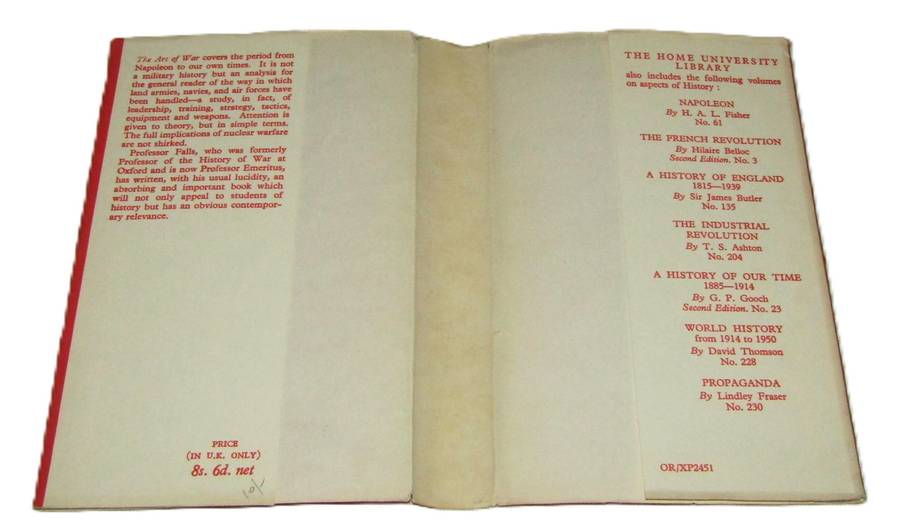 The Art of War covers the period from
Napoleon to our own times. It is not
a military history but an analysis for
the general reader of the way in which
land armies, navies, and air forces have
been handled—a study, in fact, of
leadership, training, strategy, tactics,
equipment and weapons. Attention is
given to theory, but in simple terms.
The full implications of nuclear warfare
are not shirked.
Professor Falls, who was formerly
Professor of the History of War at
Oxford and is now Professor Emeritus,
has written, with his usual lucidity, an
absorbing and important book which
will not only appeal to students of
history but has an obvious contempor-
ary relevance.
PRICE
(IN U.K. ONLY)
8s. 6d. net
10/
THE HOME UNIVERSITY
LIBRARY
also includes the following volumes
on aspects of History :
NAPOLEON
By H. A. L. Fisher
No. 61
THE FRENCH REVOLUTION
By Hilaire Belloc
Second Edition. No. 3
A HISTORY OF ENGLAND
1815—1939
By Sir James Butler
No. 135
THE INDUSTRIAL
REVOLUTION
By T. S. Ashton
No. 204
A HISTORY OF OUR TIME
1885—1914
By G. P. Gooch
Second Edition. No. 23
WORLD HISTORY
from 1914 to 1950
By David Thomson
No. 228
PROPAGANDA
By Lindley Fraser
No. 230
OR/XP2451